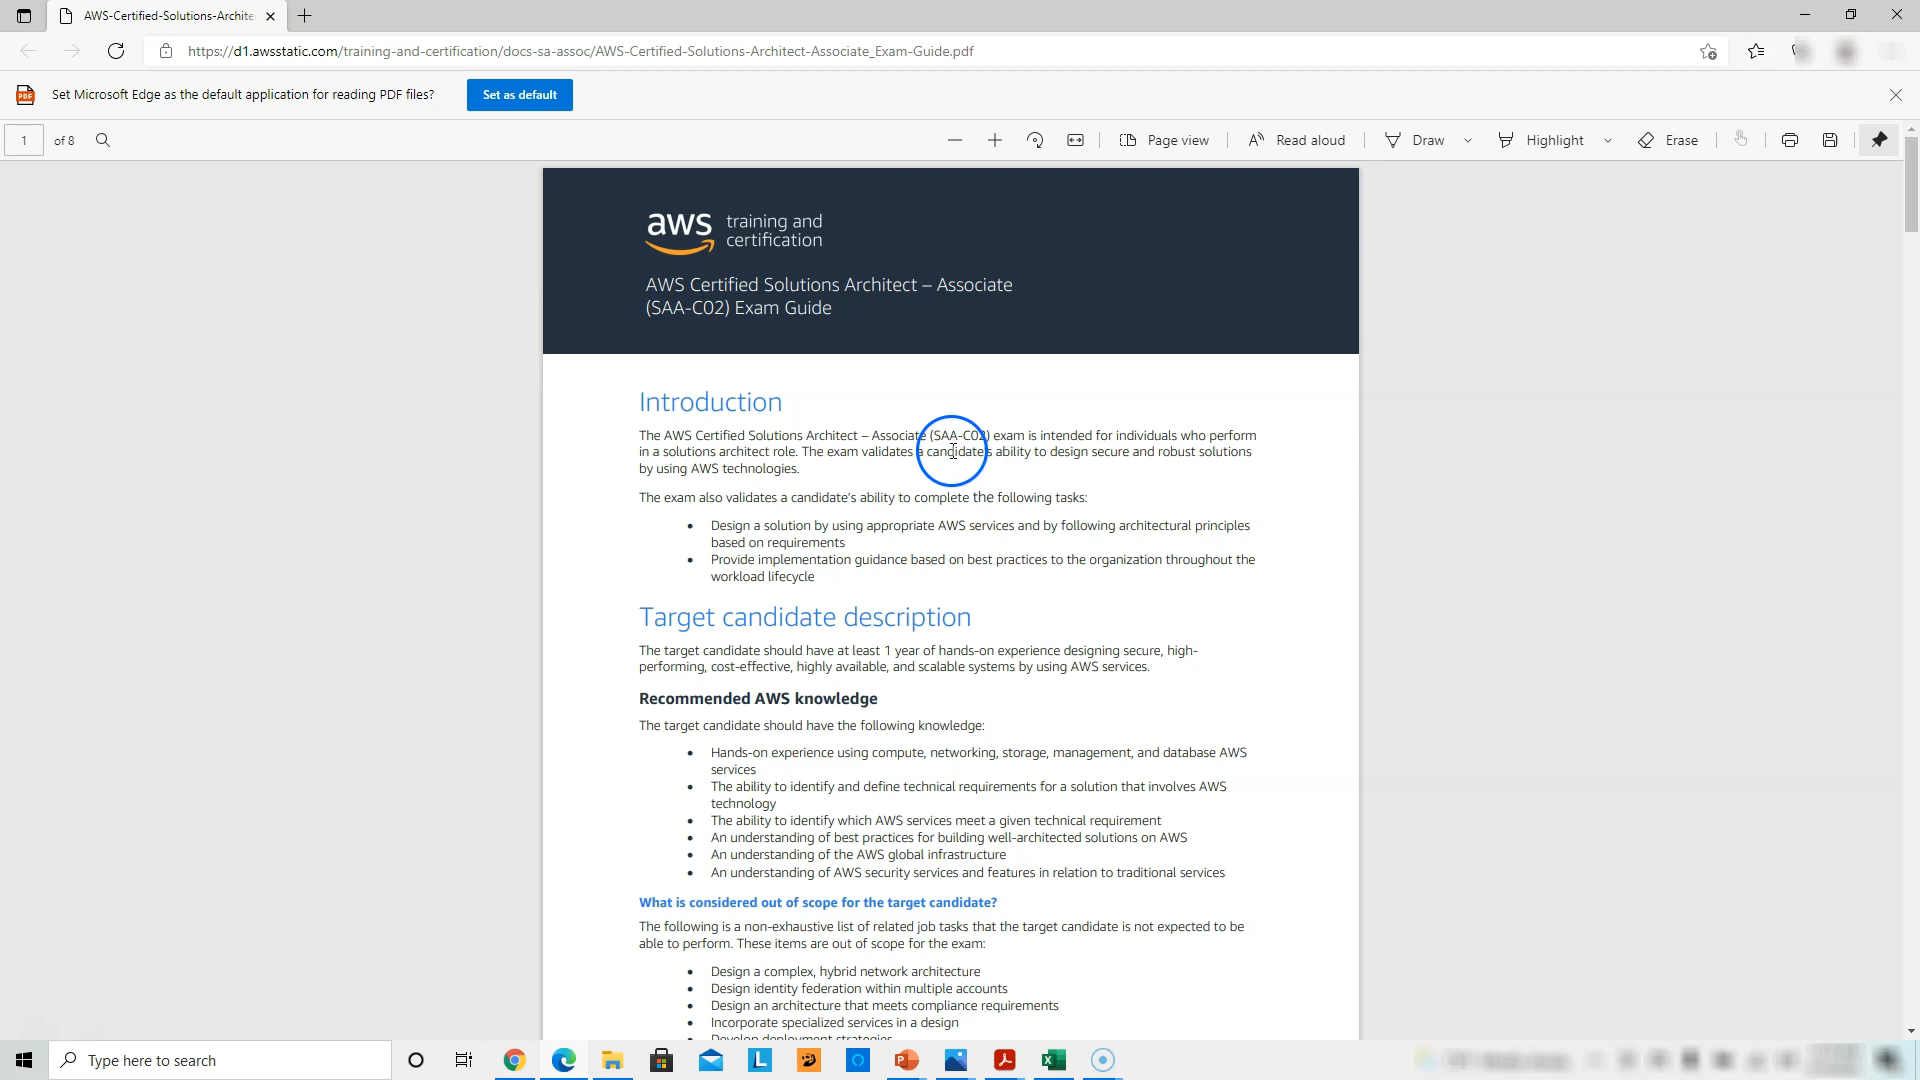 AWS-Certified-Solutions-Archite
https://d1.awsstatic.com/training-and-certification/docs-sa-assoc/AWS-Certified-Solutions-Architect-Associate_Exam-Guide.pdf
PDF
Set Microsoft Edge as the default application for reading PDF files?
Set as default
1 of 8
Page view
Read aloud
Draw
Highlight
Erase
aws training and
certification
AWS Certified Solutions Architect – Associate
(SAA-C02) Exam Guide
Introduction
The AWS Certified Solutions Architect – Associate (SAA-C02) exam is intended for individuals who perform
in a solutions architect role. The exam validates a candidate's ability to design secure and robust solutions
by using AWS technologies.
The exam also validates a candidate's ability to complete the following tasks:
• Design a solution by using appropriate AWS services and by following architectural principles
based on requirements
• Provide implementation guidance based on best practices to the organization throughout the
workload lifecycle
Target candidate description
The target candidate should have at least 1 year of hands-on experience designing secure, high-
performing, cost-effective, highly available, and scalable systems by using AWS services.
Recommended AWS knowledge
The target candidate should have the following knowledge:
• Hands-on experience using compute, networking, storage, management, and database AWS
services
• The ability to identify and define technical requirements for a solution that involves AWS
technology
• The ability to identify which AWS services meet a given technical requirement
• An understanding of best practices for building well-architected solutions on AWS
• An understanding of the AWS global infrastructure
• An understanding of AWS security services and features in relation to traditional services
What is considered out of scope for the target candidate?
The following is a non-exhaustive list of related job tasks that the target candidate is not expected to be
able to perform. These items are out of scope for the exam:
• Design a complex, hybrid network architecture
• Design identity federation within multiple accounts
• Design an architecture that meets compliance requirements
• Incorporate specialized services in a design
• Develop deployment strategies
Type here to search